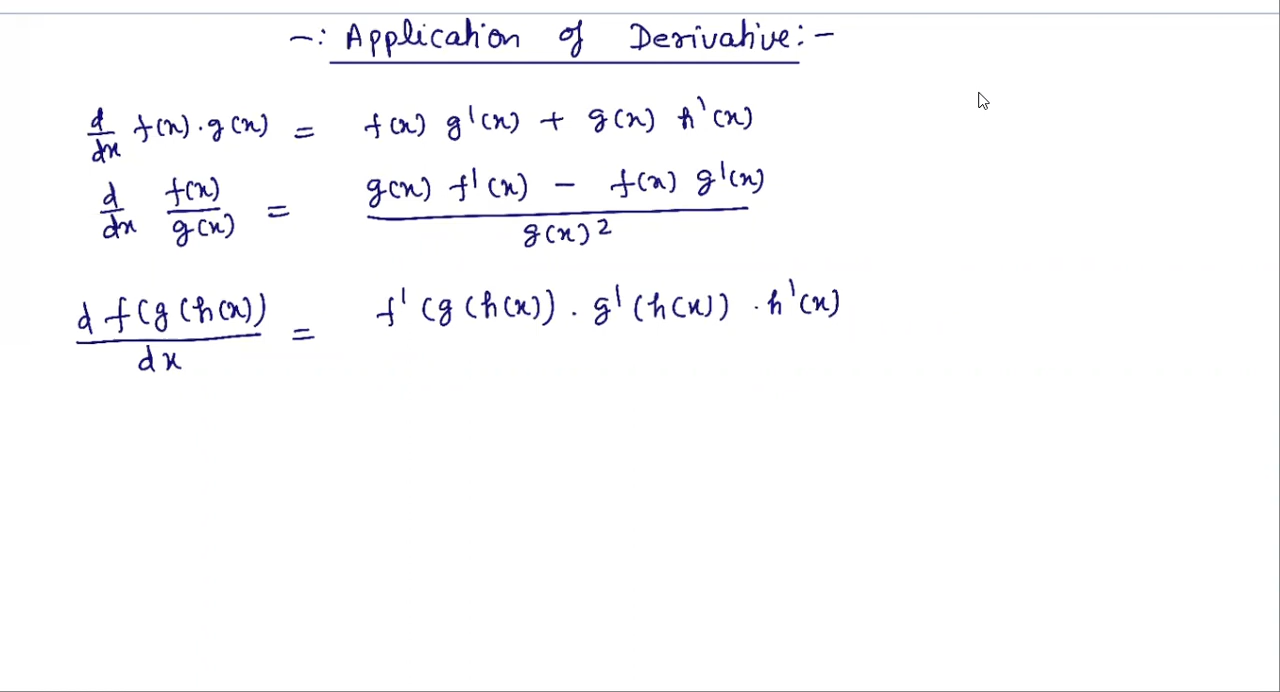 -: Application of Derivative:-
d/dx f(x)·g(x) = f(x) g'(x) + g(x) h'(x)
d/dx f(x)/g(x) = g(x) f'(x) - f(x) g'(x) / g(x)²
d f(g(h(x)) / dx = f'(g(h(x)) · g'(h(x)) · h'(x)